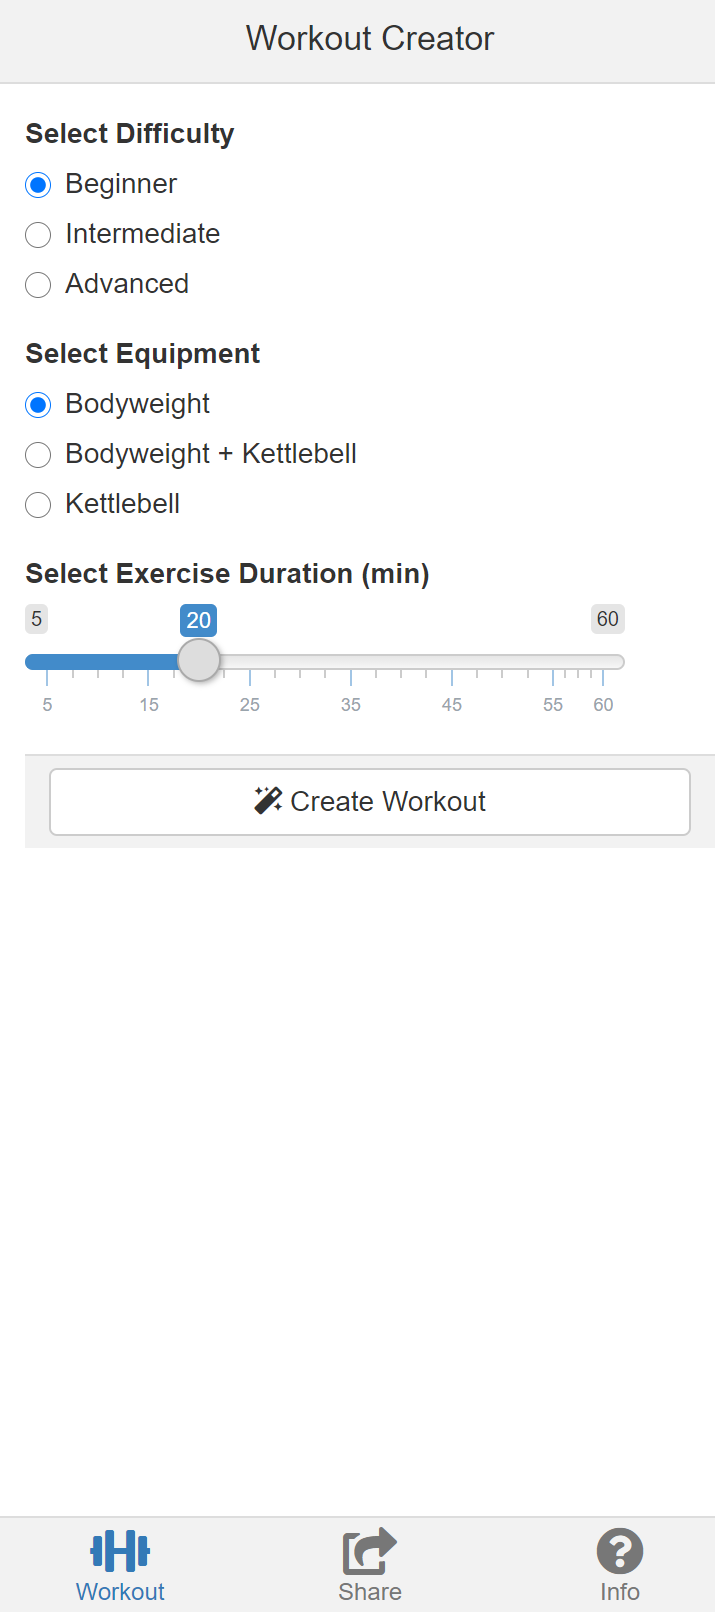 Workout Creator
Select Difficulty
Beginner
Intermediate
Advanced
Select Equipment
Bodyweight
Bodyweight + Kettlebell
Kettlebell
Select Exercise Duration (min)
5 20 60
5 15 25 35 45 55 60
Create Workout
Workout Share Info